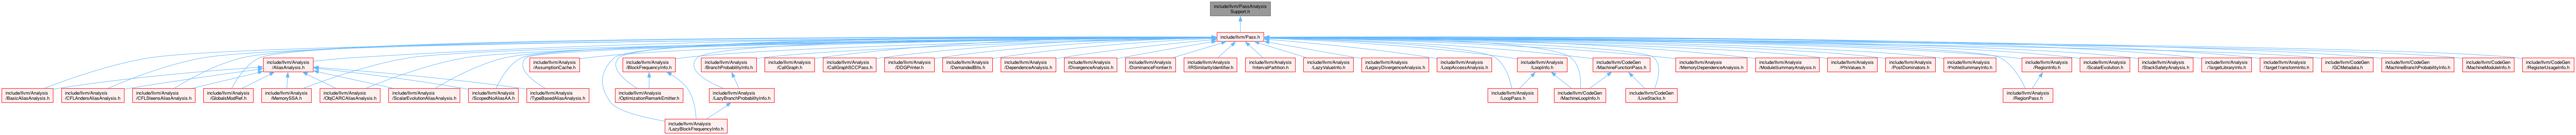 include/llvm/PassAnalysis
Support.h
include/llvm/Pass.h
include/llvm/Analysis
/AliasAnalysis.h
include/llvm/Analysis
/AssumptionCache.h
include/llvm/Analysis
/BlockFrequencyInfo.h
include/llvm/Analysis
/BranchProbabilityInfo.h
include/llvm/Analysis
/CallGraph.h
include/llvm/Analysis
/CallGraphSCCPass.h
include/llvm/Analysis
/DDGPrinter.h
include/llvm/Analysis
/DemandedBits.h
include/llvm/Analysis
/DependenceAnalysis.h
include/llvm/Analysis
/DivergenceAnalysis.h
include/llvm/Analysis
/DominanceFrontier.h
include/llvm/Analysis
/IRSimilarityIdentifier.h
include/llvm/Analysis
/IntervalPartition.h
include/llvm/Analysis
/LazyValueInfo.h
include/llvm/Analysis
/LegacyDivergenceAnalysis.h
include/llvm/Analysis
/LoopAccessAnalysis.h
include/llvm/Analysis
/LoopInfo.h
include/llvm/CodeGen
/MachineFunctionPass.h
include/llvm/Analysis
/MemoryDependenceAnalysis.h
include/llvm/Analysis
/ModuleSummaryAnalysis.h
include/llvm/Analysis
/PhiValues.h
include/llvm/Analysis
/PostDominators.h
include/llvm/Analysis
/ProfileSummaryInfo.h
include/llvm/Analysis
/RegionInfo.h
include/llvm/Analysis
/ScalarEvolution.h
include/llvm/Analysis
/StackSafetyAnalysis.h
include/llvm/Analysis
/TargetLibraryInfo.h
include/llvm/Analysis
/TargetTransformInfo.h
include/llvm/CodeGen
/GCMetadata.h
include/llvm/CodeGen
/MachineBranchProbabilityInfo.h
include/llvm/CodeGen
/MachineModuleInfo.h
include/llvm/CodeGen
/RegisterUsageInfo.h
include/llvm/Analysis
/BasicAliasAnalysis.h
include/llvm/Analysis
/CFLAndersAliasAnalysis.h
include/llvm/Analysis
/CFLSteensAliasAnalysis.h
include/llvm/Analysis
/GlobalsModRef.h
include/llvm/Analysis
/MemorySSA.h
include/llvm/Analysis
/ObjCARCAliasAnalysis.h
include/llvm/Analysis
/ScalarEvolutionAliasAnalysis.h
include/llvm/Analysis
/ScopedNoAliasAA.h
include/llvm/Analysis
/TypeBasedAliasAnalysis.h
include/llvm/Analysis
/OptimizationRemarkEmitter.h
include/llvm/Analysis
/LazyBranchProbabilityInfo.h
include/llvm/Analysis
/LoopPass.h
include/llvm/CodeGen
/MachineLoopInfo.h
include/llvm/CodeGen
/LiveStacks.h
include/llvm/Analysis
/RegionPass.h
include/llvm/Analysis
/LazyBlockFrequencyInfo.h